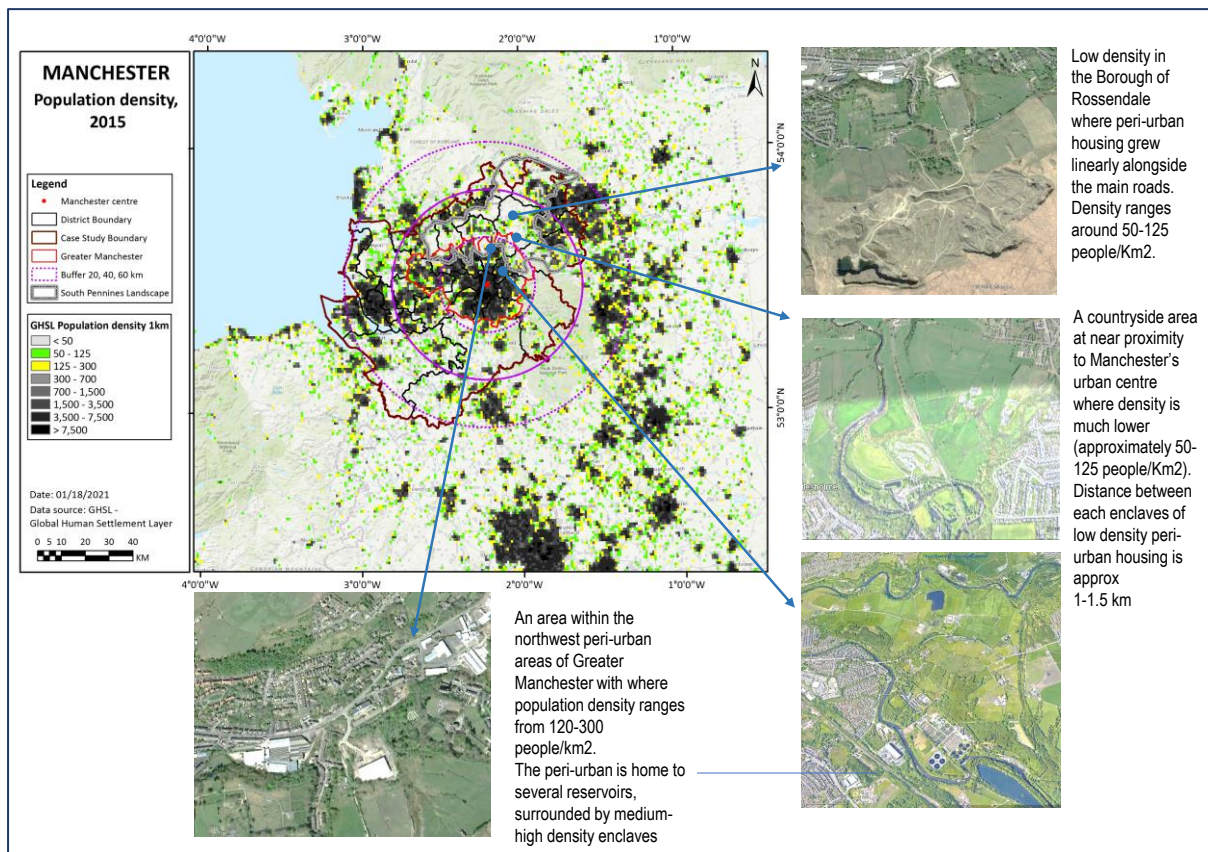 MANCHESTER
Population density,
2015
Legend
Manchester centre
District Boundary
Case Study Boundary
Greater Manchester
Buffer 20, 40, 60 km
South Pennines Landscape
GHSL Population density 1km
< 50
50 - 125
125 - 300
300 - 700
700 - 1,500
1,500 - 3,500
3,500 - 7,500
> 7,500
Date: 01/18/2021
Data source: GHSL -
Global Human Settlement Layer
0 5 10 20 30 40
KM
4°0'0"W 3°0'0"W 2°0'0"W 1°0'0"W
N
54°0'0"N
53°0'0"N
4°0'0"W 3°0'0"W 2°0'0"W 1°0'0"W
Low density in
the Borough of
Rossendale
where peri-urban
housing grew
linearly alongside
the main roads.
Density ranges
around 50-125
people/Km2.
A countryside area
at near proximity
to Manchester’s
urban centre
where density is
much lower
(approximately 50-
125 people/Km2).
Distance between
each enclaves of
low density peri-
urban housing is
approx
1-1.5 km
An area within the
northwest peri-urban
areas of Greater
Manchester with where
population density ranges
from 120-300
people/km2.
The peri-urban is home to
several reservoirs,
surrounded by medium-
high density enclaves